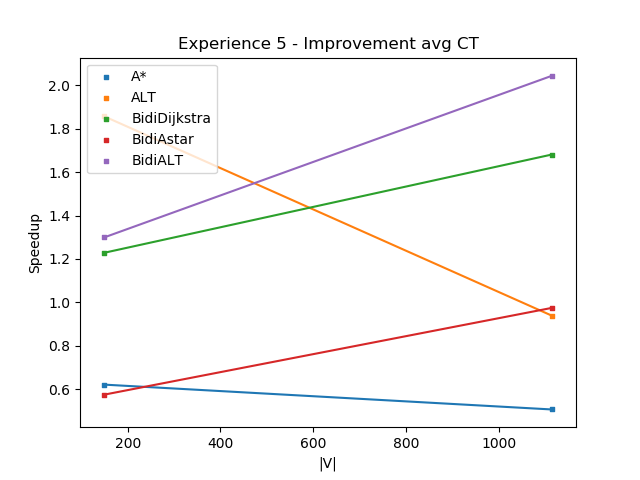 Experience 5 - Improvement avg CT
A*
ALT
BidiDijkstra
BidiAstar
BidiALT
Speedup
2.0
1.8
1.6
1.4
1.2
1.0
0.8
0.6
200 400 600 800 1000
|V|